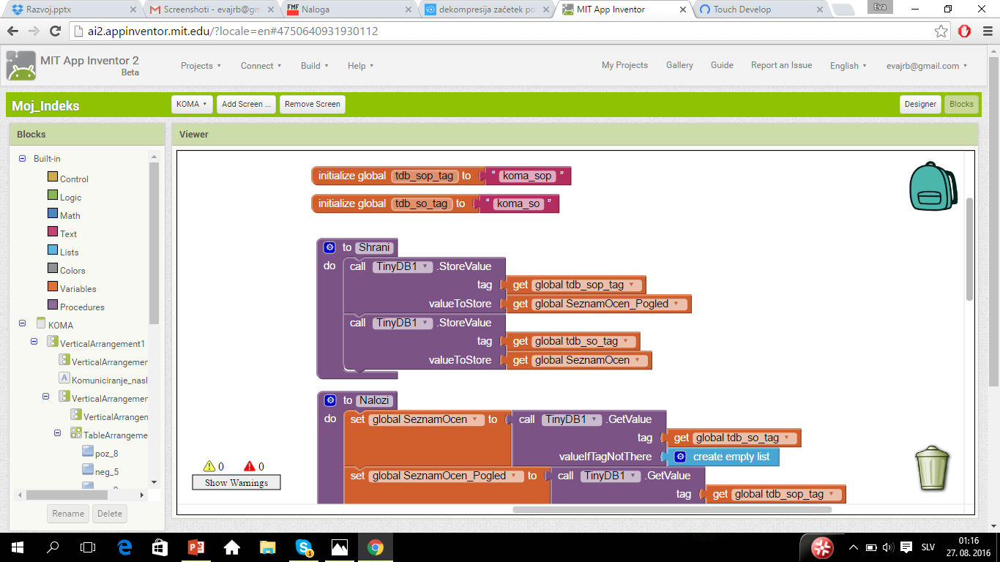 Razvoj.pptx
Screenshoti - evajrb@gm
FMF Naloga
dekompresija začetek po
MIT App Inventor
Touch Develop
Eva
ai2.appinventor.mit.edu/?locale=en#4750640931930112
MIT App Inventor 2
Beta
Projects Connect Build Help
My Projects Gallery Guide Report an Issue English evajrb@gmail.com
Moj_Indeks
KOMA Add Screen ... Remove Screen
Designer Blocks
Blocks
Viewer
Built-in
Control
Logic
Math
Text
Lists
Colors
Variables
Procedures
KOMA
VerticalArrangement1
VerticalArrangemer
A Komuniciranje_nasl
VerticalArrangemer
VerticalArrangen
TableArrangeme
poz_8
neg_5
Rename Delete
initialize global tdb_sop_tag to “ koma_sop ”
initialize global tdb_so_tag to “ koma_so ”
to Shrani
do call TinyDB1 .StoreValue
tag get global tdb_sop_tag
valueToStore get global SeznamOcen_Pogled
call TinyDB1 .StoreValue
tag get global tdb_so_tag
valueToStore get global SeznamOcen
to Nalozi
do set global SeznamOcen to call TinyDB1 .GetValue
tag get global tdb_so_tag
valueIfTagNotThere create empty list
set global SeznamOcen_Pogled to call TinyDB1 .GetValue
tag get global tdb_sop_tag
0 0
Show Warnings
1
SLV
01:16
27. 08. 2016